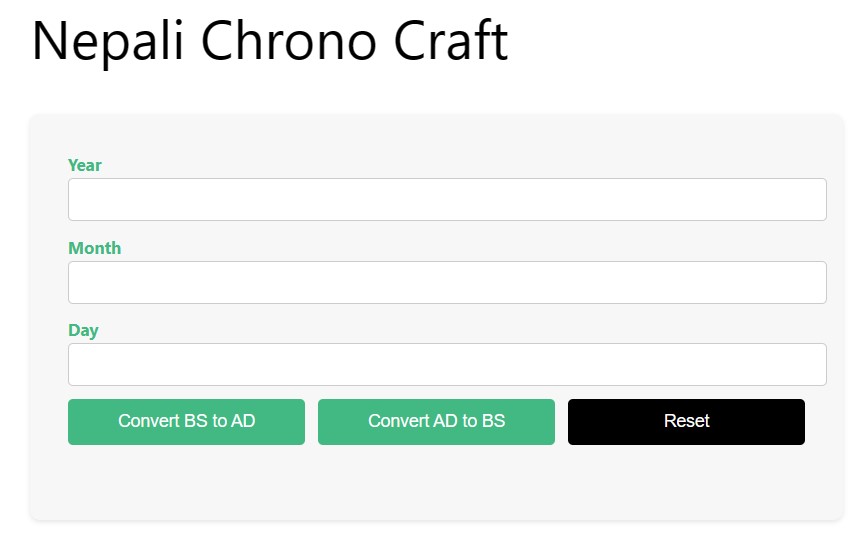 Nepali Chrono Craft
Year
Month
Day
Convert BS to AD
Convert AD to BS
Reset